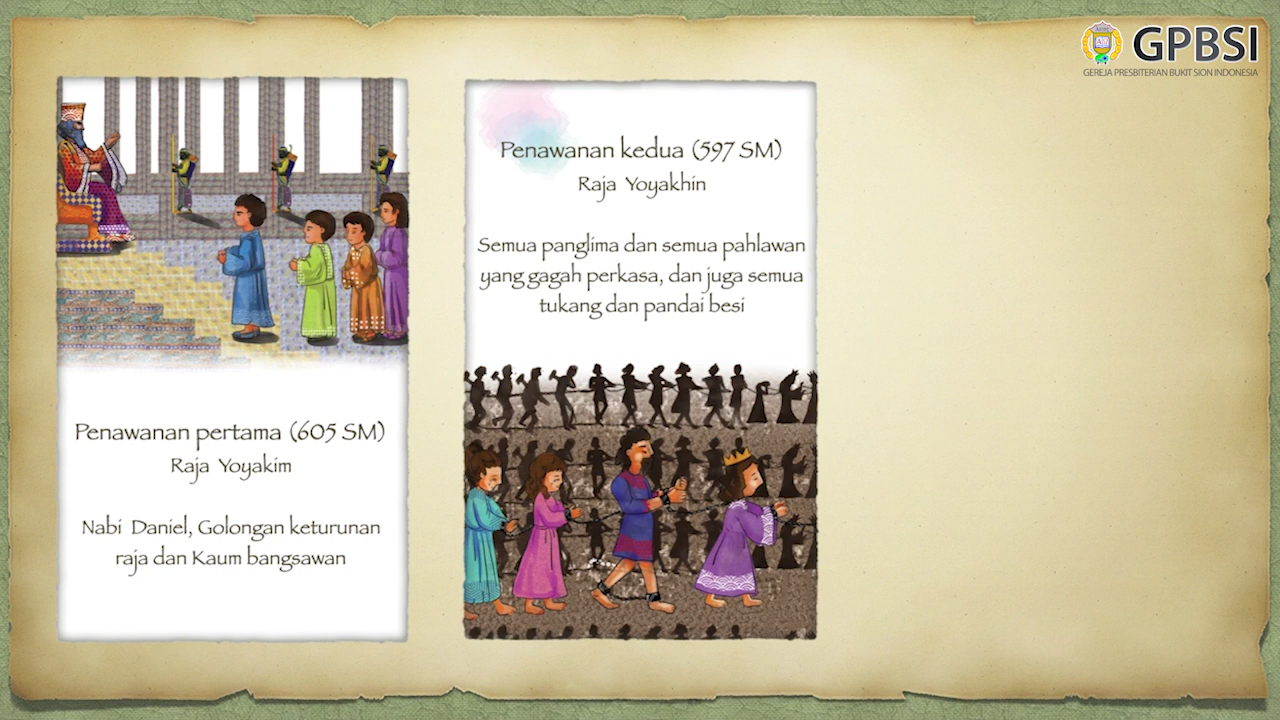 GPBSI
GEREJA PRESBITERIAN BUKIT SION INDONESIA
Penawanan pertama (605 SM)
Raja Yoyakim
Nabi Daniel, Golongan keturunan
raja dan Kaum bangsawan
Penawanan kedua (597 SM)
Raja Yoyakhin
Semua panglima dan semua pahlawan
yang gagah perkasa, dan juga semua
tukang dan pandai besi